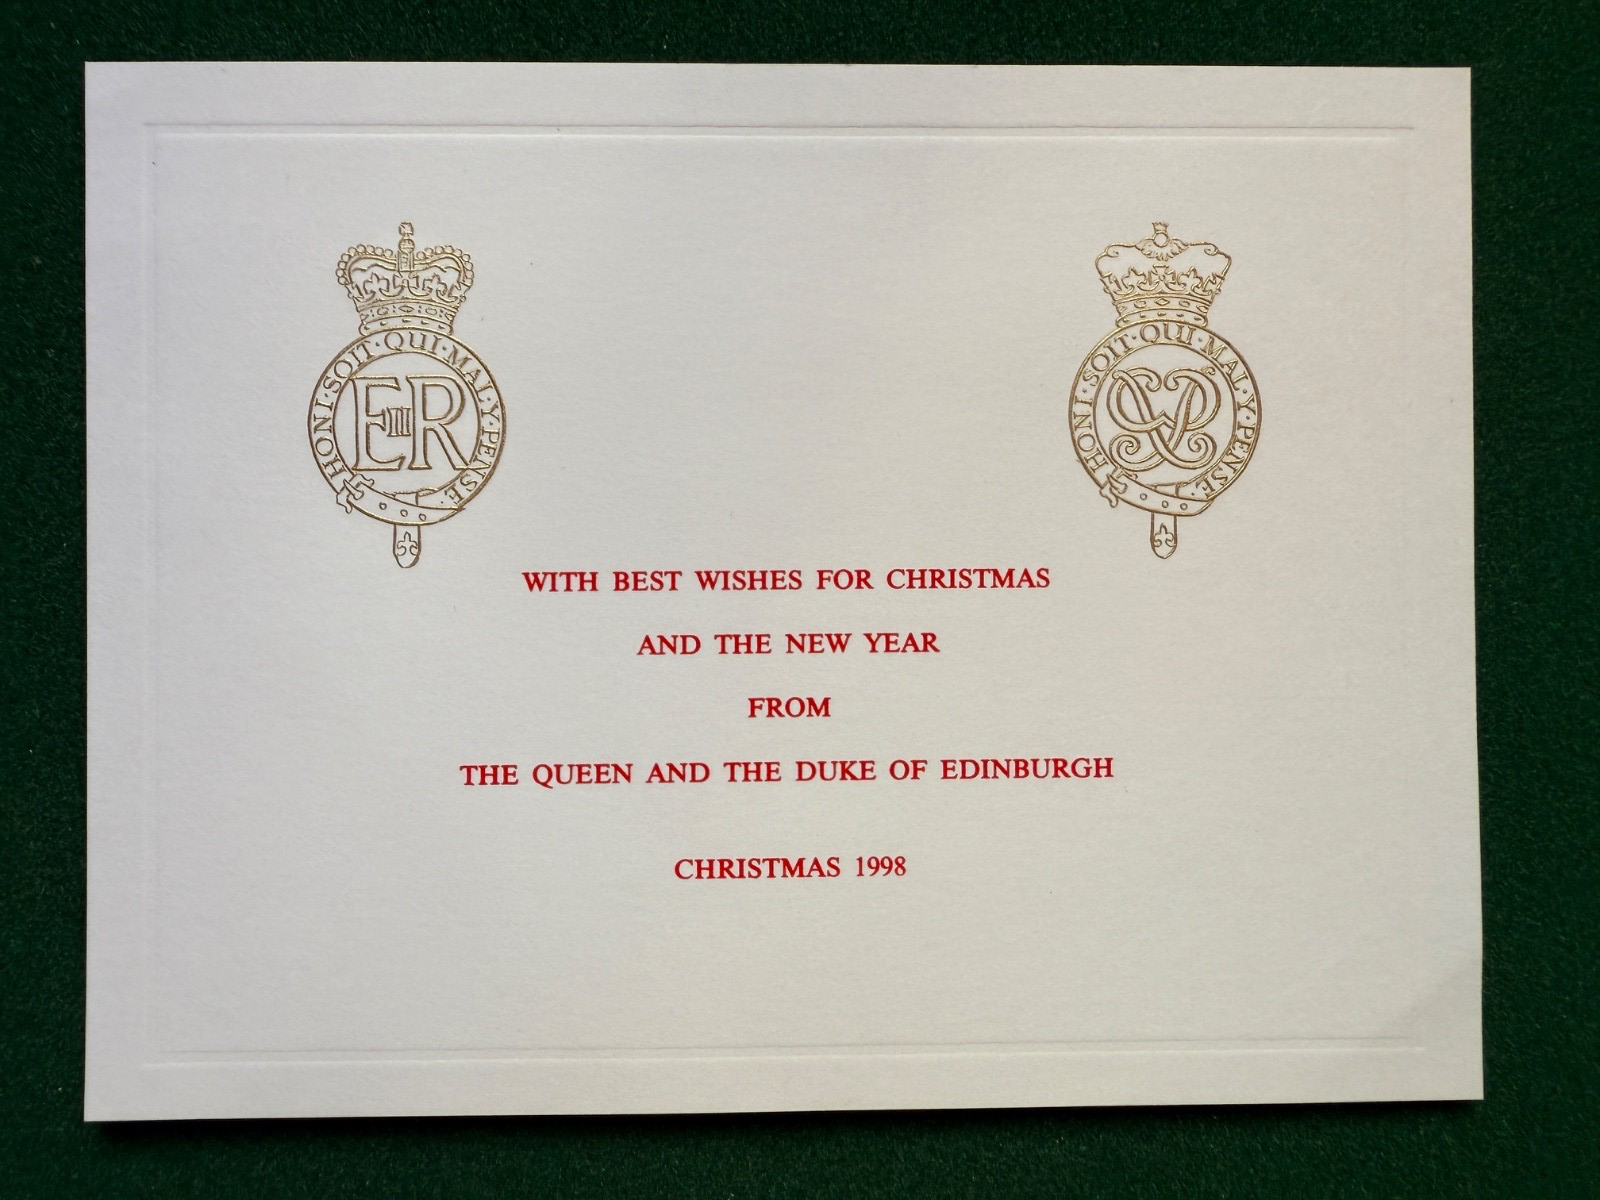 HONI · SOIT · QUI · MAL · Y · PENSE ·
EIIR
HONI · SOIT · QUI · MAL · Y · PENSE ·
WITH BEST WISHES FOR CHRISTMAS
AND THE NEW YEAR
FROM
THE QUEEN AND THE DUKE OF EDINBURGH
CHRISTMAS 1998